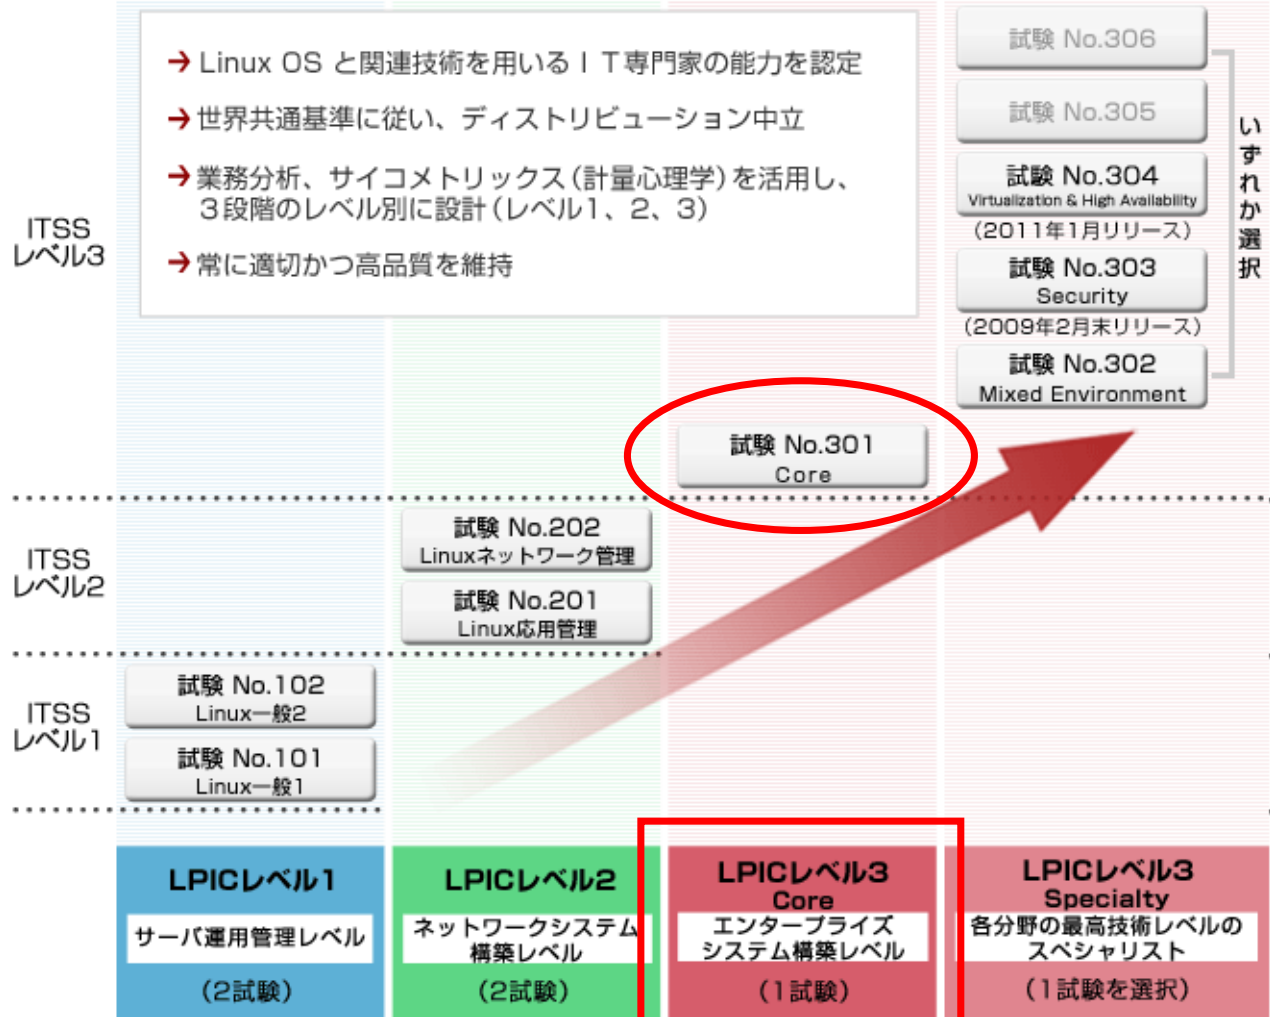 → Linux OS と関連技術を用いるIT専門家の能力を認定
→ 世界共通基準に従い、ディストリビューション中立
→ 業務分析、サイコメトリックス(計量心理学)を活用し、
3段階のレベル別に設計(レベル1、2、3)
→ 常に適切かつ高品質を維持
ITSS
レベル3
試験 No.306
試験 No.305
試験 No.304
Virtualization & High Availability
(2011年1月リリース)
試験 No.303
Security
(2009年2月末リリース)
試験 No.302
Mixed Environment
いずれか選択
試験 No.301
Core
ITSS
レベル2
試験 No.202
Linuxネットワーク管理
試験 No.201
Linux応用管理
ITSS
レベル1
試験 No.102
Linux一般2
試験 No.101
Linux一般1
LPICレベル1
サーバ運用管理レベル
(2試験)
LPICレベル2
ネットワークシステム
構築レベル
(2試験)
LPICレベル3
Core
エンタープライズ
システム構築レベル
(1試験)
LPICレベル3
Specialty
各分野の最高技術レベルの
スペシャリスト
(1試験を選択)